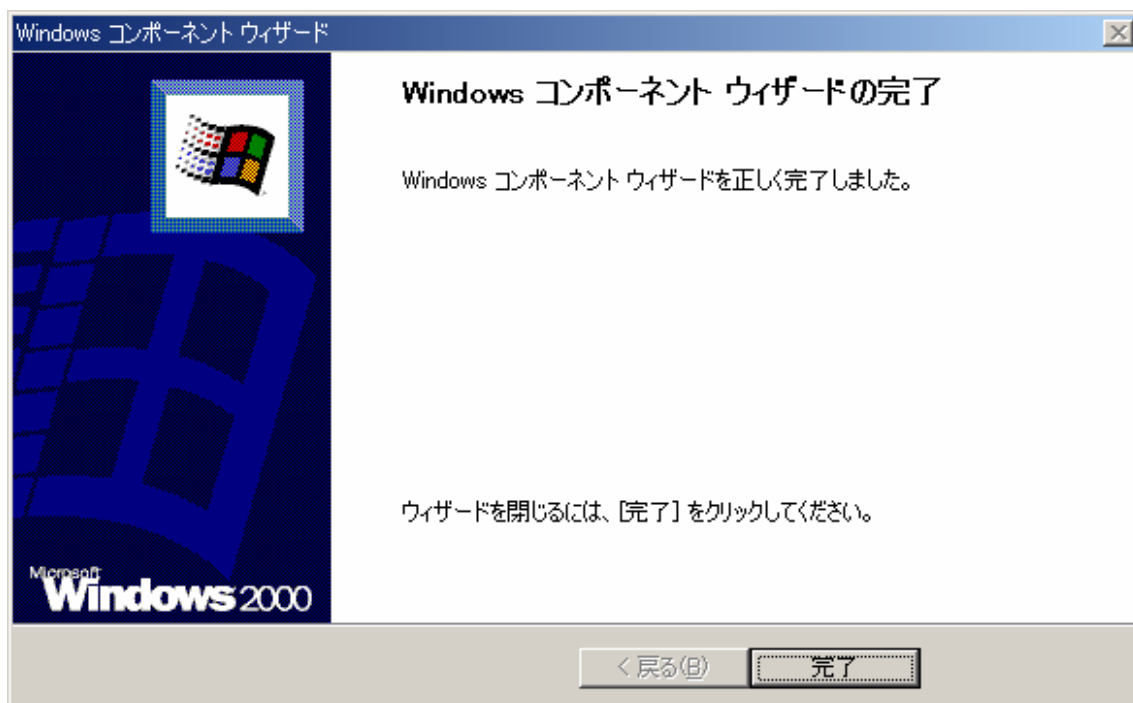 Windows コンポーネント ウィザード
Windows コンポーネント ウィザードの完了
Windows コンポーネント ウィザードを正しく完了しました。
ウィザードを閉じるには、[完了] をクリックしてください。
Microsoft
Windows 2000
< 戻る(B)
完了